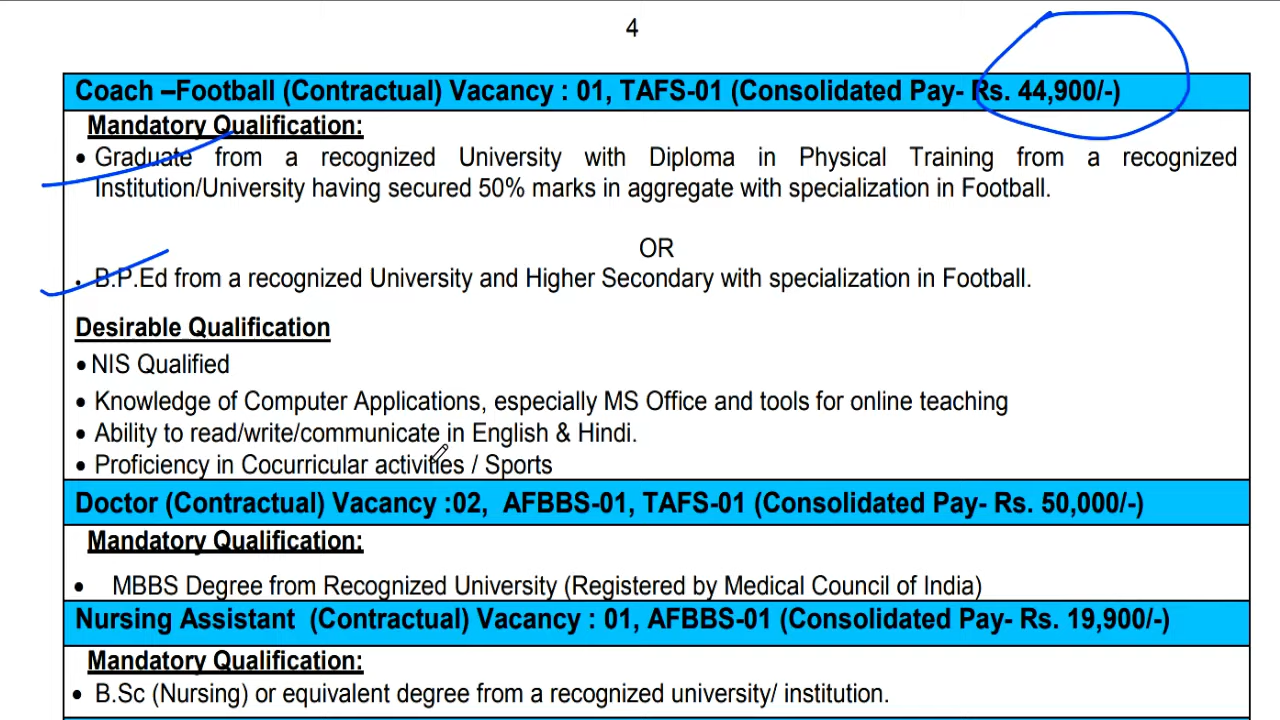 4
Coach –Football (Contractual) Vacancy : 01, TAFS-01 (Consolidated Pay- Rs. 44,900/-)
Mandatory Qualification:
• Graduate from a recognized University with Diploma in Physical Training from a recognized
Institution/University having secured 50% marks in aggregate with specialization in Football.
OR
• B.P.Ed from a recognized University and Higher Secondary with specialization in Football.
Desirable Qualification
• NIS Qualified
• Knowledge of Computer Applications, especially MS Office and tools for online teaching
• Ability to read/write/communicate in English & Hindi.
• Proficiency in Cocurricular activities / Sports
Doctor (Contractual) Vacancy :02, AFBBS-01, TAFS-01 (Consolidated Pay- Rs. 50,000/-)
Mandatory Qualification:
• MBBS Degree from Recognized University (Registered by Medical Council of India)
Nursing Assistant (Contractual) Vacancy : 01, AFBBS-01 (Consolidated Pay- Rs. 19,900/-)
Mandatory Qualification:
• B.Sc (Nursing) or equivalent degree from a recognized university/ institution.